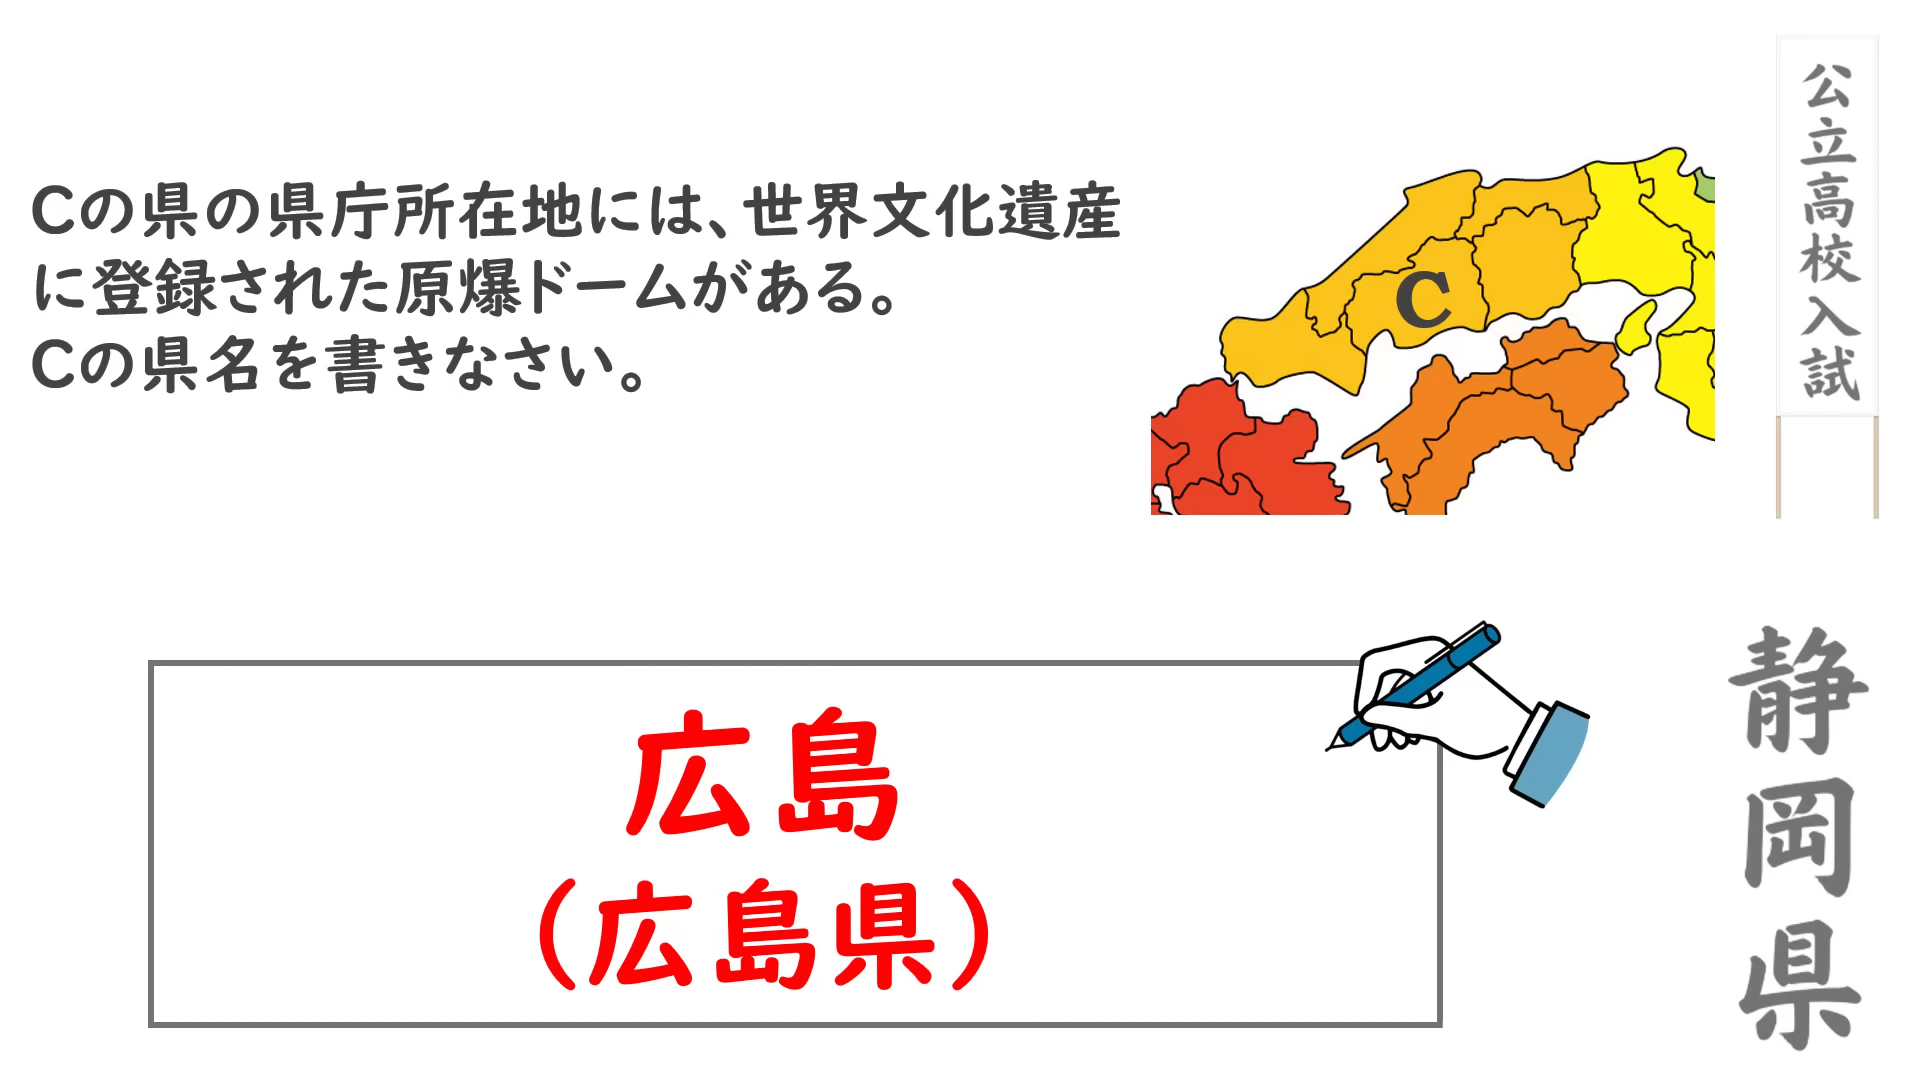 Cの県の県庁所在地には、世界文化遺産
に登録された原爆ドームがある。
Cの県名を書きなさい。
C
公立高校入試
広島
（広島県）
静岡県